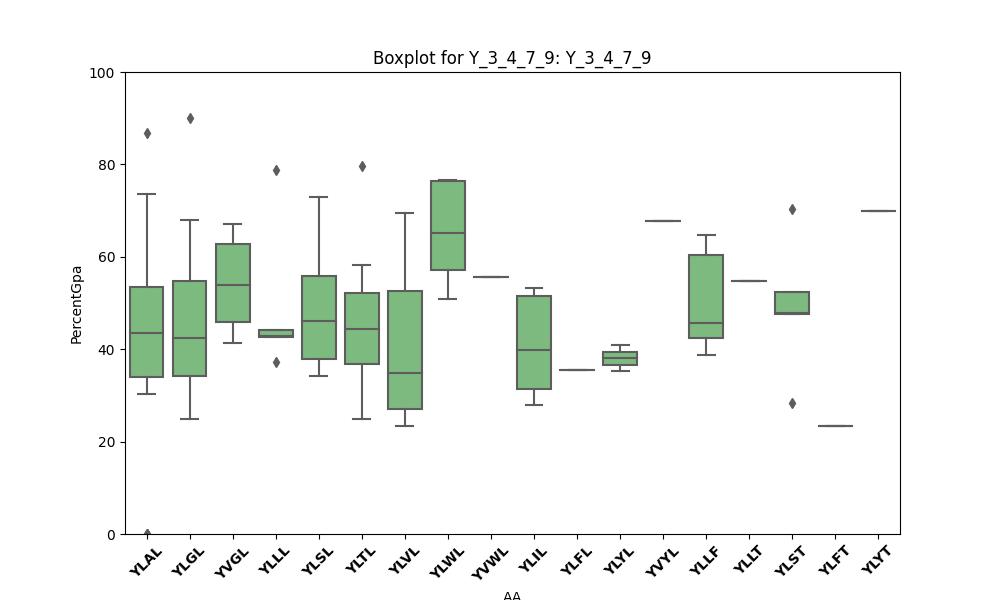 Boxplot for Y_3_4_7_9: Y_3_4_7_9
100
80
60
40
20
0
PercentGpa
YLAL
YLGL
YVGL
YLLL
YLSL
YLTL
YLVL
YLWL
YVWL
YLIL
YLFL
YLYL
YVYL
YLLF
YLLT
YLST
YLFT
YLYT
AA